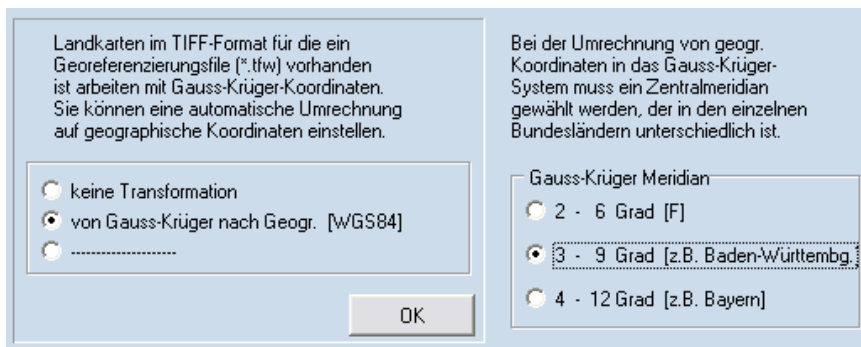 Landkarten im TIFF-Format für die ein
Georeferenzierungsfile (*.tfw) vorhanden
ist arbeiten mit Gauss-Krüger-Koordinaten.
Sie können eine automatische Umrechnung
auf geographische Koordinaten einstellen.
keine Transformation
von Gauss-Krüger nach Geogr. [WGS84]
--------------------
OK
Bei der Umrechnung von geogr.
Koordinaten in das Gauss-Krüger-
System muss ein Zentralmeridian
gewählt werden, der in den einzelnen
Bundesländern unterschiedlich ist.
Gauss-Krüger Meridian
2 - 6 Grad [F]
3 - 9 Grad [z.B. Baden-Württembg.]
4 - 12 Grad [z.B. Bayern]